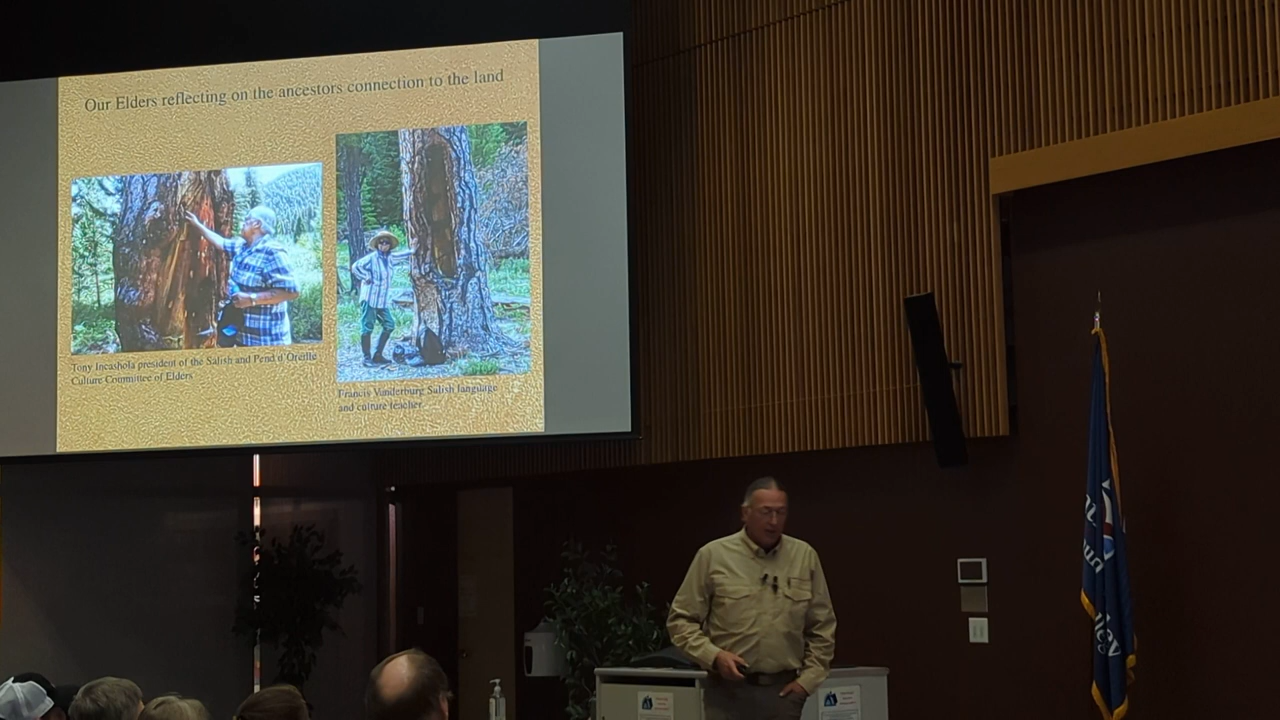 Our Elders reflecting on the ancestors connection to the land
Tony Incashola president of the Salish and Pend d'Oreille
Culture Committee of Elders
Francis Vanderburg Salish language
and culture teacher